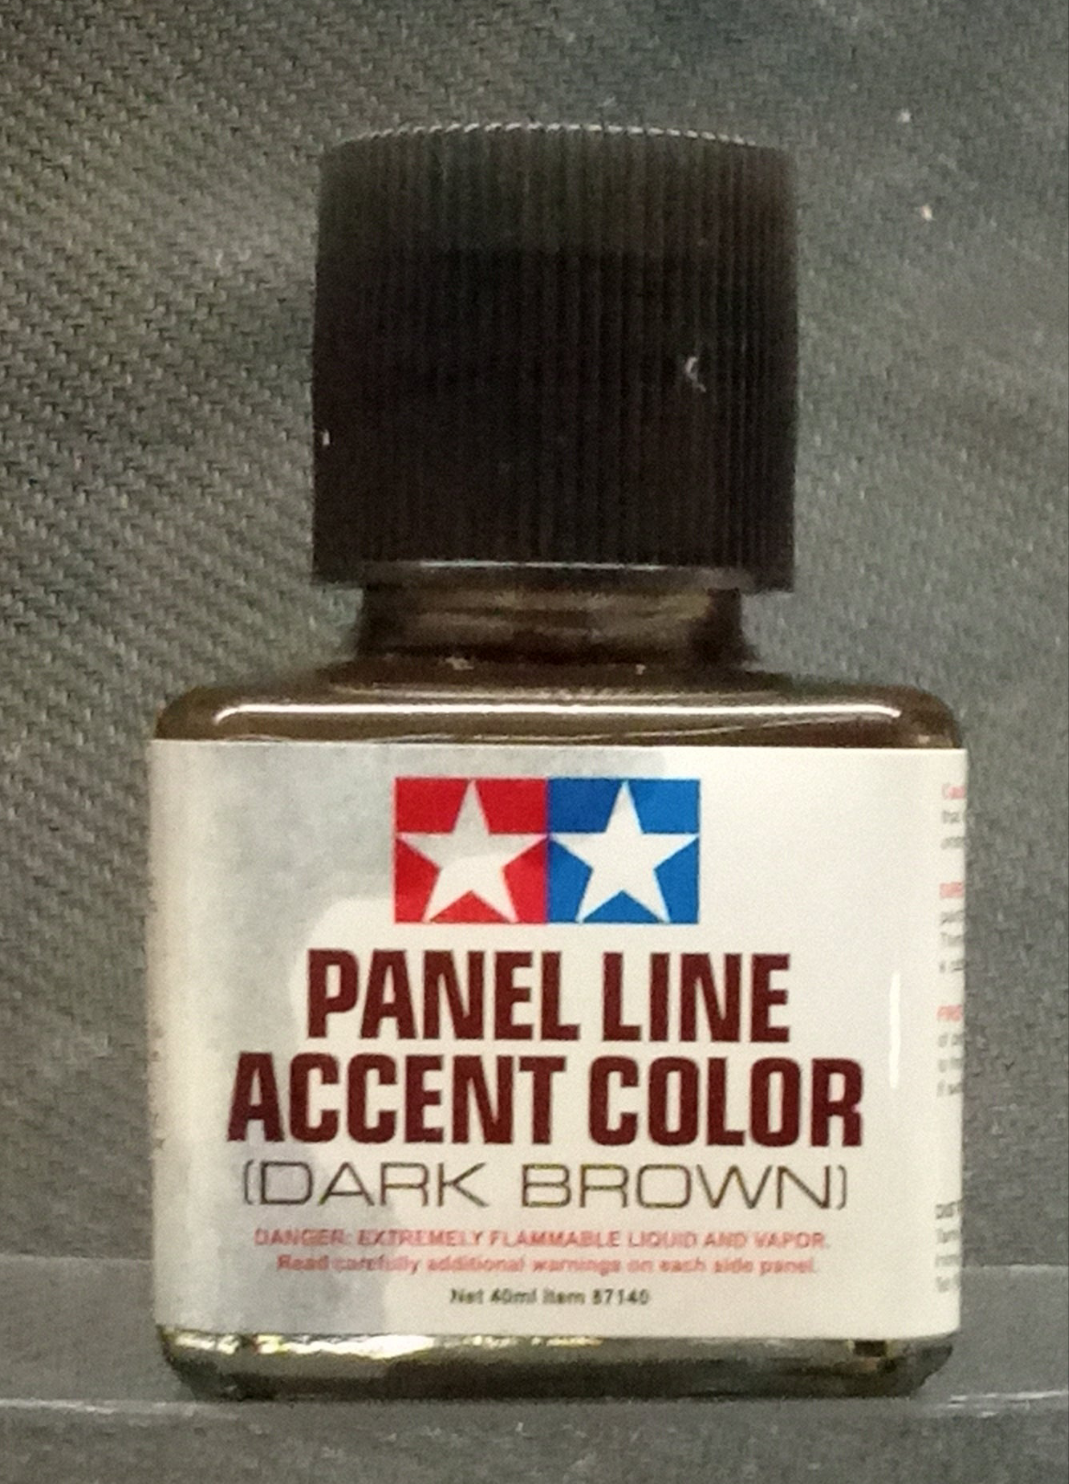 PANEL LINE
ACCENT COLOR
(DARK BROWN)
DANGER: EXTREMELY FLAMMABLE LIQUID AND VAPOR.
Read carefully additional warnings on each side panel.
Net 40ml Item 87140